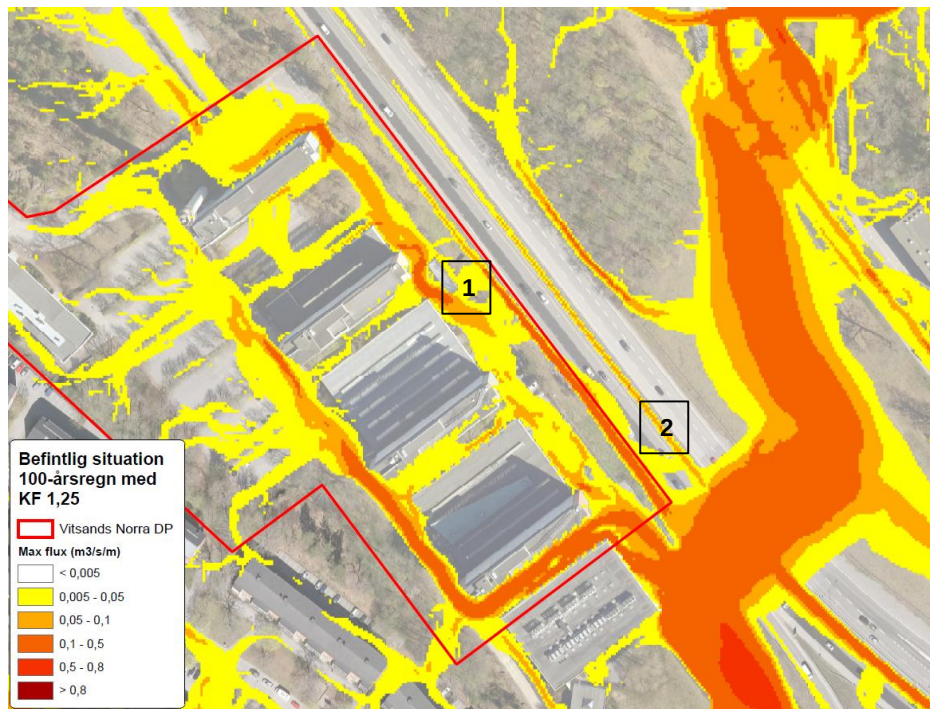 1
2
Befintlig situation
100-årsregn med
KF 1,25
Vitsands Norra DP
Max flux (m3/s/m)
< 0,005
0,005 - 0,05
0,05 - 0,1
0,1 - 0,5
0,5 - 0,8
> 0,8